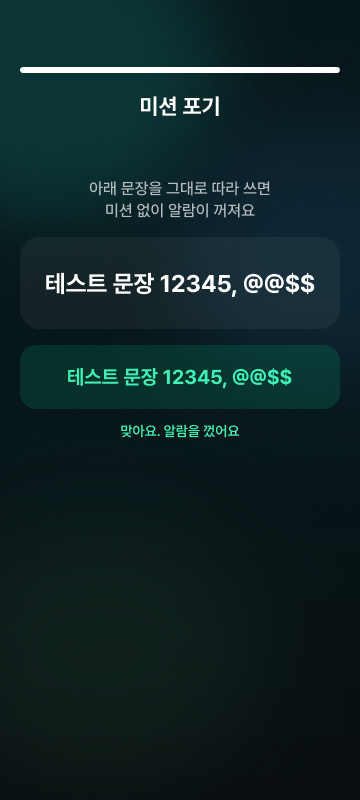 미션 포기
아래 문장을 그대로 따라 쓰면
미션 없이 알람이 꺼져요
테스트 문장 12345, @@$$
테스트 문장 12345, @@$$
맞아요. 알람을 껐어요